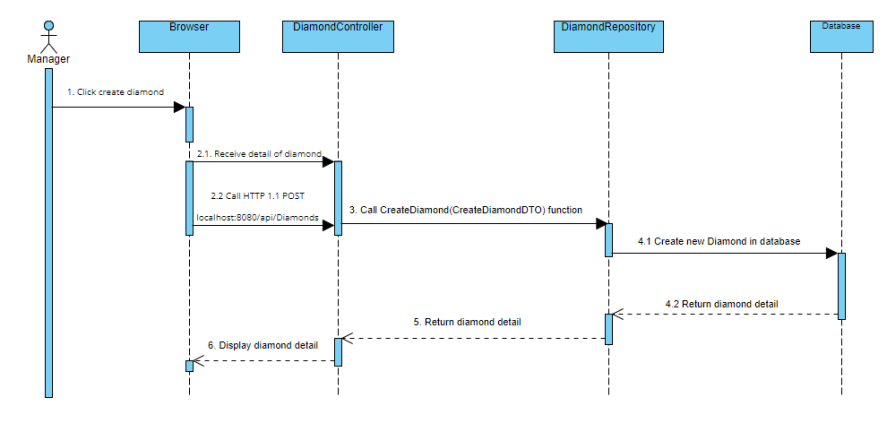 Browser
DiamondController
DiamondRepository
Database
Manager
1. Click create diamond
2.1. Receive detail of diamond
2.2 Call HTTP 1.1 POST
localhost:8080/api/Diamonds
3. Call CreateDiamond(CreateDiamondDTO) function
4.1 Create new Diamond in database
4.2 Return diamond detail
5. Return diamond detail
6. Display diamond detail